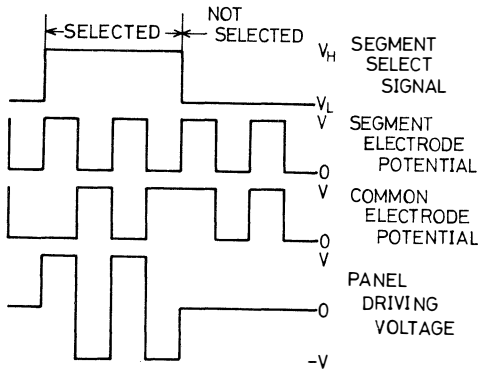 SELECTED
NOT
SELECTED
VH
VL
SEGMENT
SELECT
SIGNAL
V
0
SEGMENT
ELECTRODE
POTENTIAL
V
0
COMMON
ELECTRODE
POTENTIAL
V
0
-V
PANEL
DRIVING
VOLTAGE